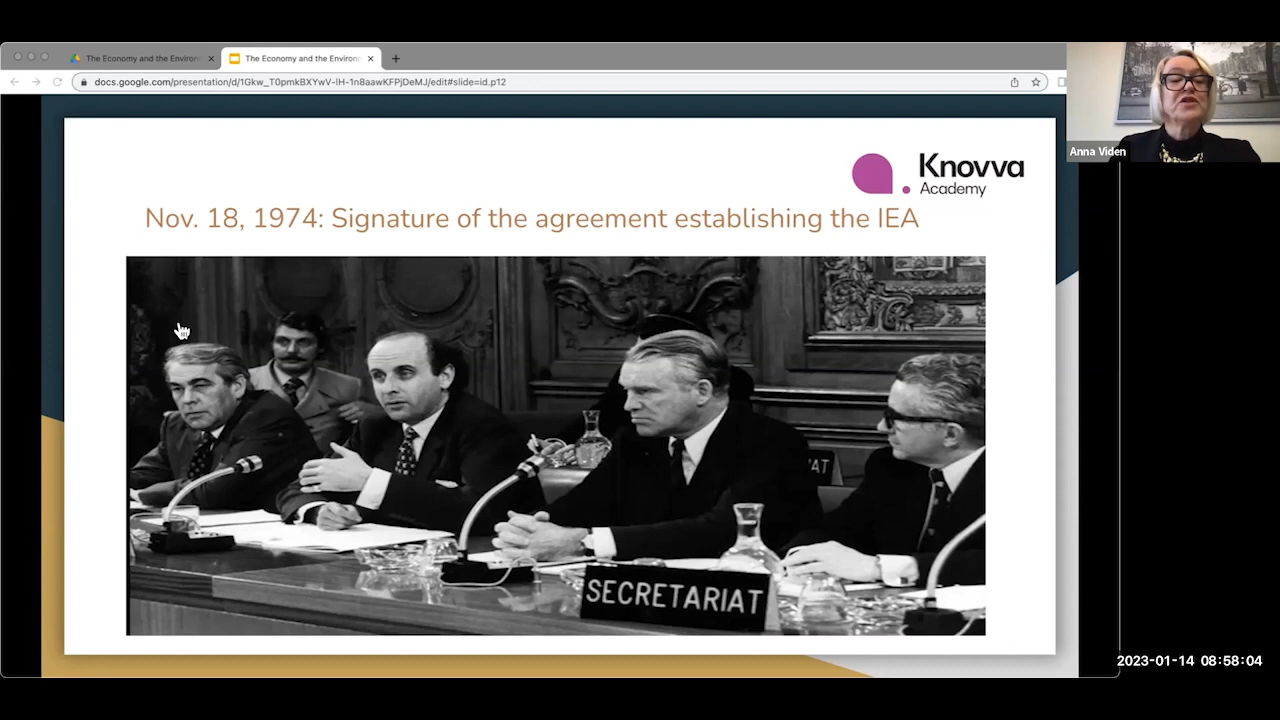 The Economy and the Environ
The Economy and the Environ
docs.google.com/presentation/d/1Gkw_T0pmkBXYwV-lH-1n8aawKFPjDeMJ/edit#slide=id.p12
Anna Viden
Knovva
Academy
Nov. 18, 1974: Signature of the agreement establishing the IEA
AT
SECRETARIAT
2023-01-14 08:58:04